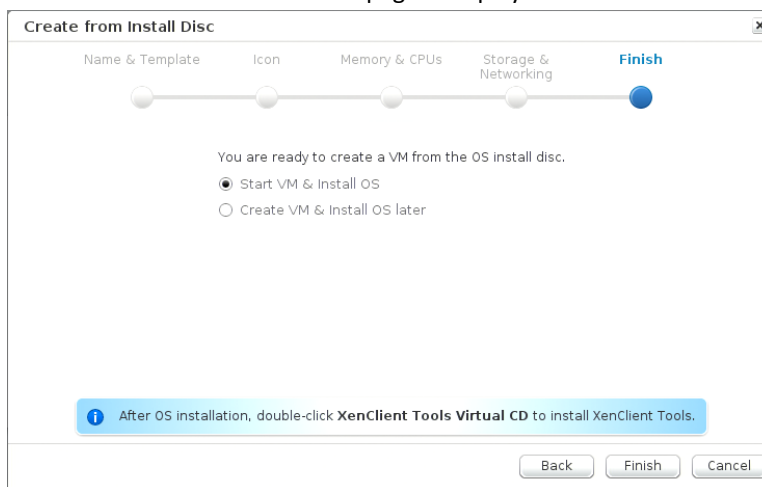 Create from Install Disc
Name & Template
Icon
Memory & CPUs
Storage &
Networking
Finish
You are ready to create a VM from the OS install disc.
Start VM & Install OS
Create VM & Install OS later
After OS installation, double-click XenClient Tools Virtual CD to install XenClient Tools.
Back
Finish
Cancel